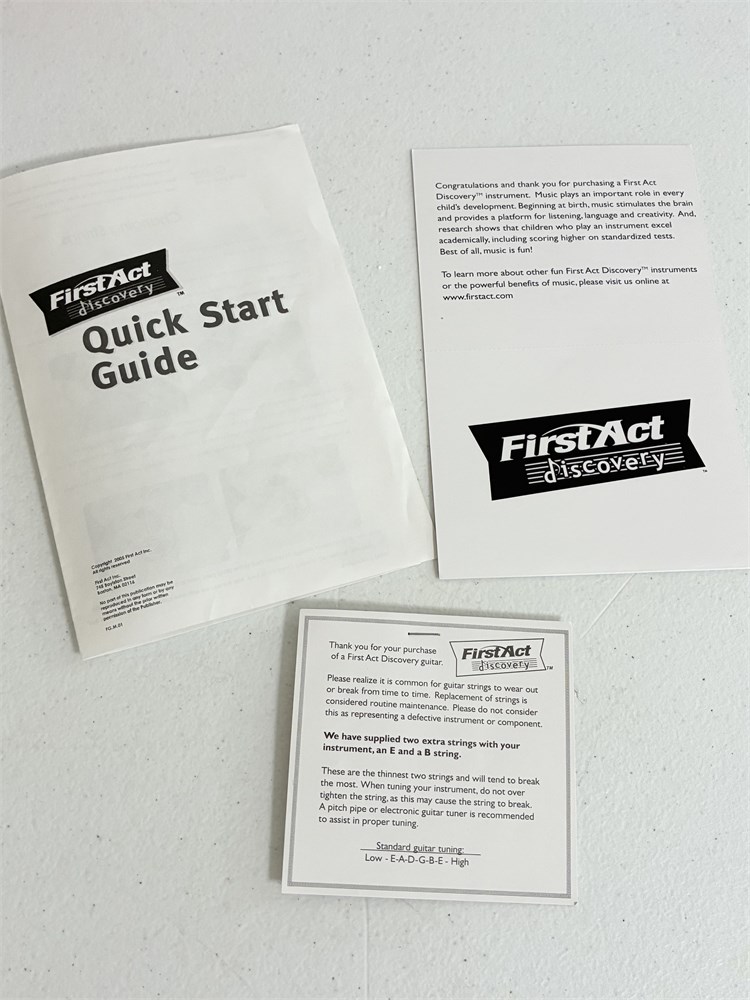 First Act
discovery™
Quick Start
Guide
Copyright 2005 First Act Inc.
All rights reserved
First Act Inc.
745 Boylston Street
Boston, MA 02116
No part of this publication may be
reproduced in any form or by any
means without the prior written
permission of the Publisher.
Congratulations and thank you for purchasing a First Act
Discovery™ instrument. Music plays an important role in every
child's development. Beginning at birth, music stimulates the brain
and provides a platform for listening, language and creativity. And,
research shows that children who play an instrument excel
academically, including scoring higher on standardized tests.
Best of all, music is fun!
To learn more about other fun First Act Discovery™ instruments
or the powerful benefits of music, please visit us online at
www.firstact.com
First Act
discovery™
Thank you for your purchase
of a First Act Discovery guitar.
First Act
discovery™
Please realize it is common for guitar strings to wear out
or break from time to time. Replacement of strings is
considered routine maintenance. Please do not consider
this as representing a defective instrument or component.
We have supplied two extra strings with your
instrument, an E and a B string.
These are the thinnest two strings and will tend to break
the most. When tuning your instrument, do not over
tighten the string, as this may cause the string to break.
A pitch pipe or electronic guitar tuner is recommended
to assist in proper tuning.
Standard guitar tuning:
Low - E-A-D-G-B-E - High